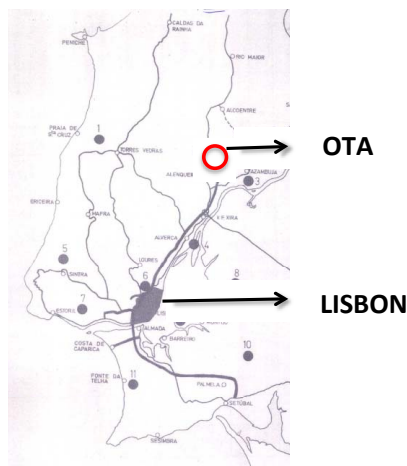 CALDAS DA
RAINHA
PENICHE
RIO MAIOR
ALCOENTRE
PRAIA DE
Sta CRUZ
1
TORRES VEDRAS
OTA
ALENQUER
AZAMBUJA
3
ERICEIRA
MAFRA
V.F. XIRA
ALVERCA
4
5
LOURES
SINTRA
6
8
7
ESTORIL
LISBON
ALMADA
BARREIRO
COSTA DE
CAPARICA
10
FONTE DA
TELHA
11
PALMELA
SETÚBAL
SESIMBRA